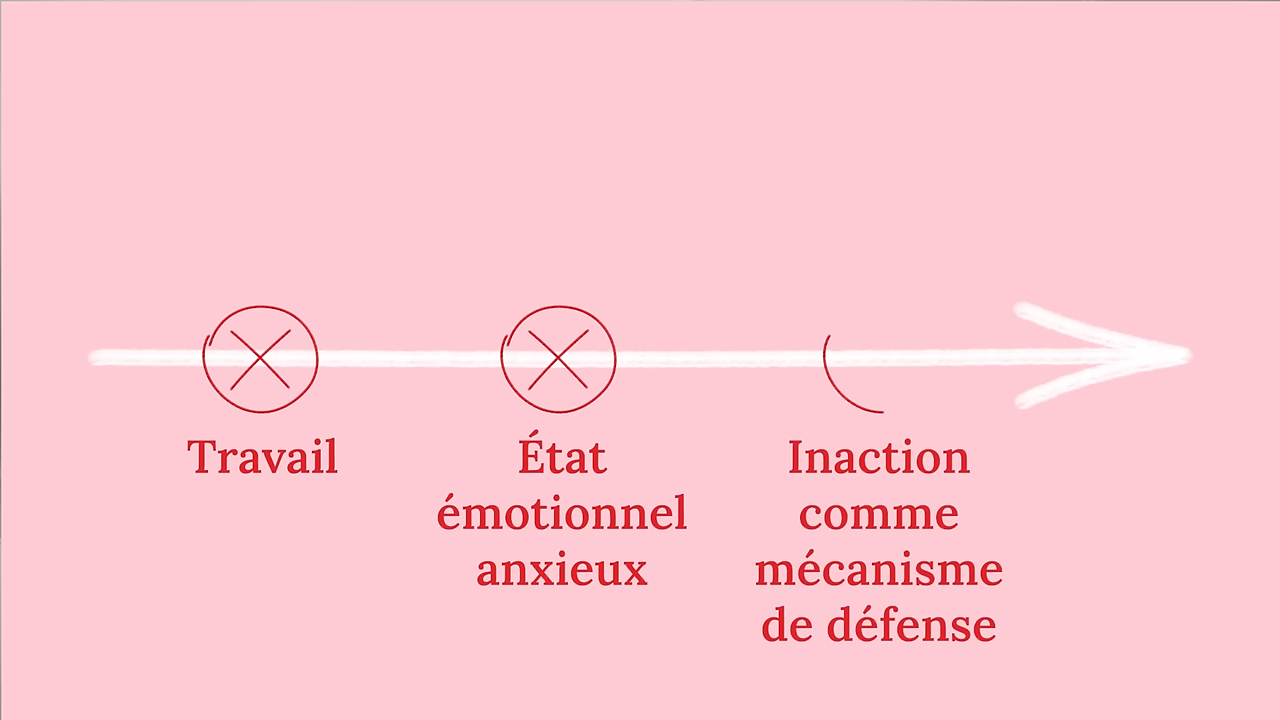 Travail
État
émotionnel
anxieux
Inaction
comme
mécanisme
de défense